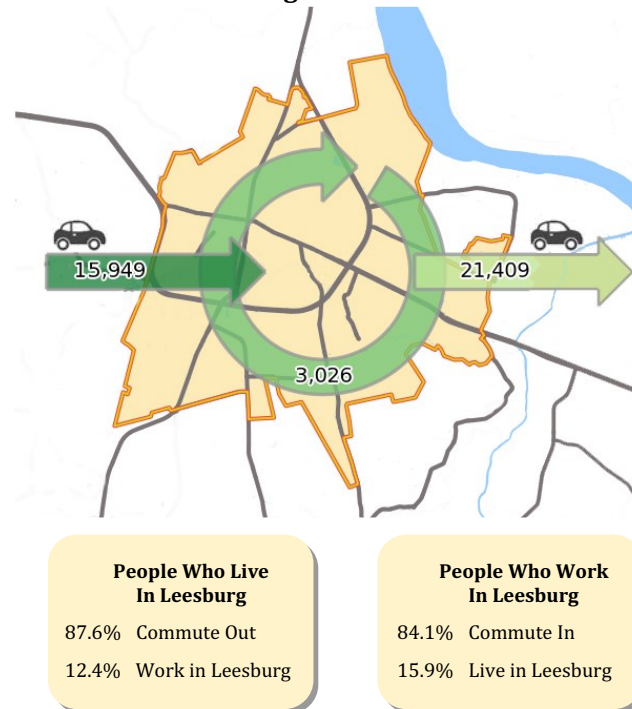 15,949
21,409
3,026
People Who Live
In Leesburg
87.6% Commute Out
12.4% Work in Leesburg
People Who Work
In Leesburg
84.1% Commute In
15.9% Live in Leesburg